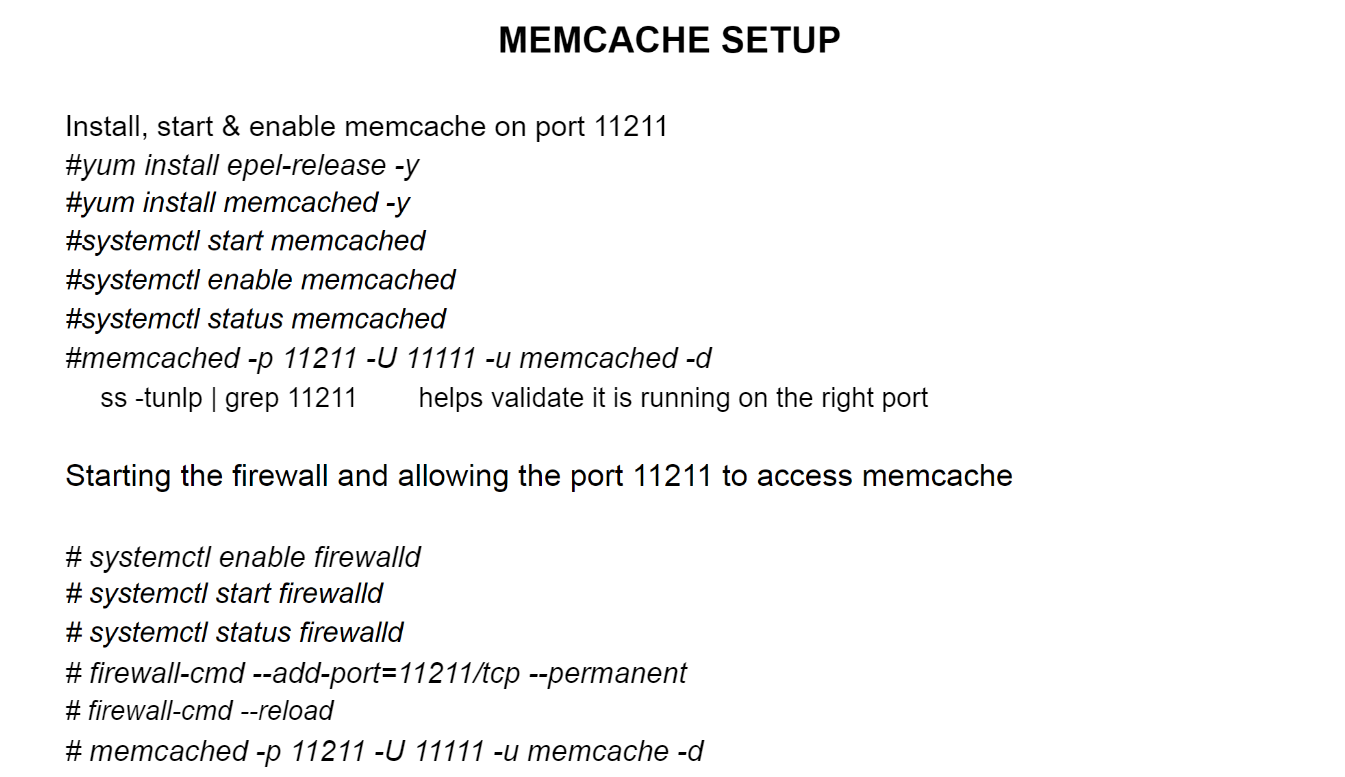 MEMCACHE SETUP
Install, start & enable memcache on port 11211
#yum install epel-release -y
#yum install memcached -y
#systemctl start memcached
#systemctl enable memcached
#systemctl status memcached
#memcached -p 11211 -U 11111 -u memcached -d
ss -tunlp | grep 11211 helps validate it is running on the right port
Starting the firewall and allowing the port 11211 to access memcache
# systemctl enable firewalld
# systemctl start firewalld
# systemctl status firewalld
# firewall-cmd --add-port=11211/tcp --permanent
# firewall-cmd --reload
# memcached -p 11211 -U 11111 -u memcache -d